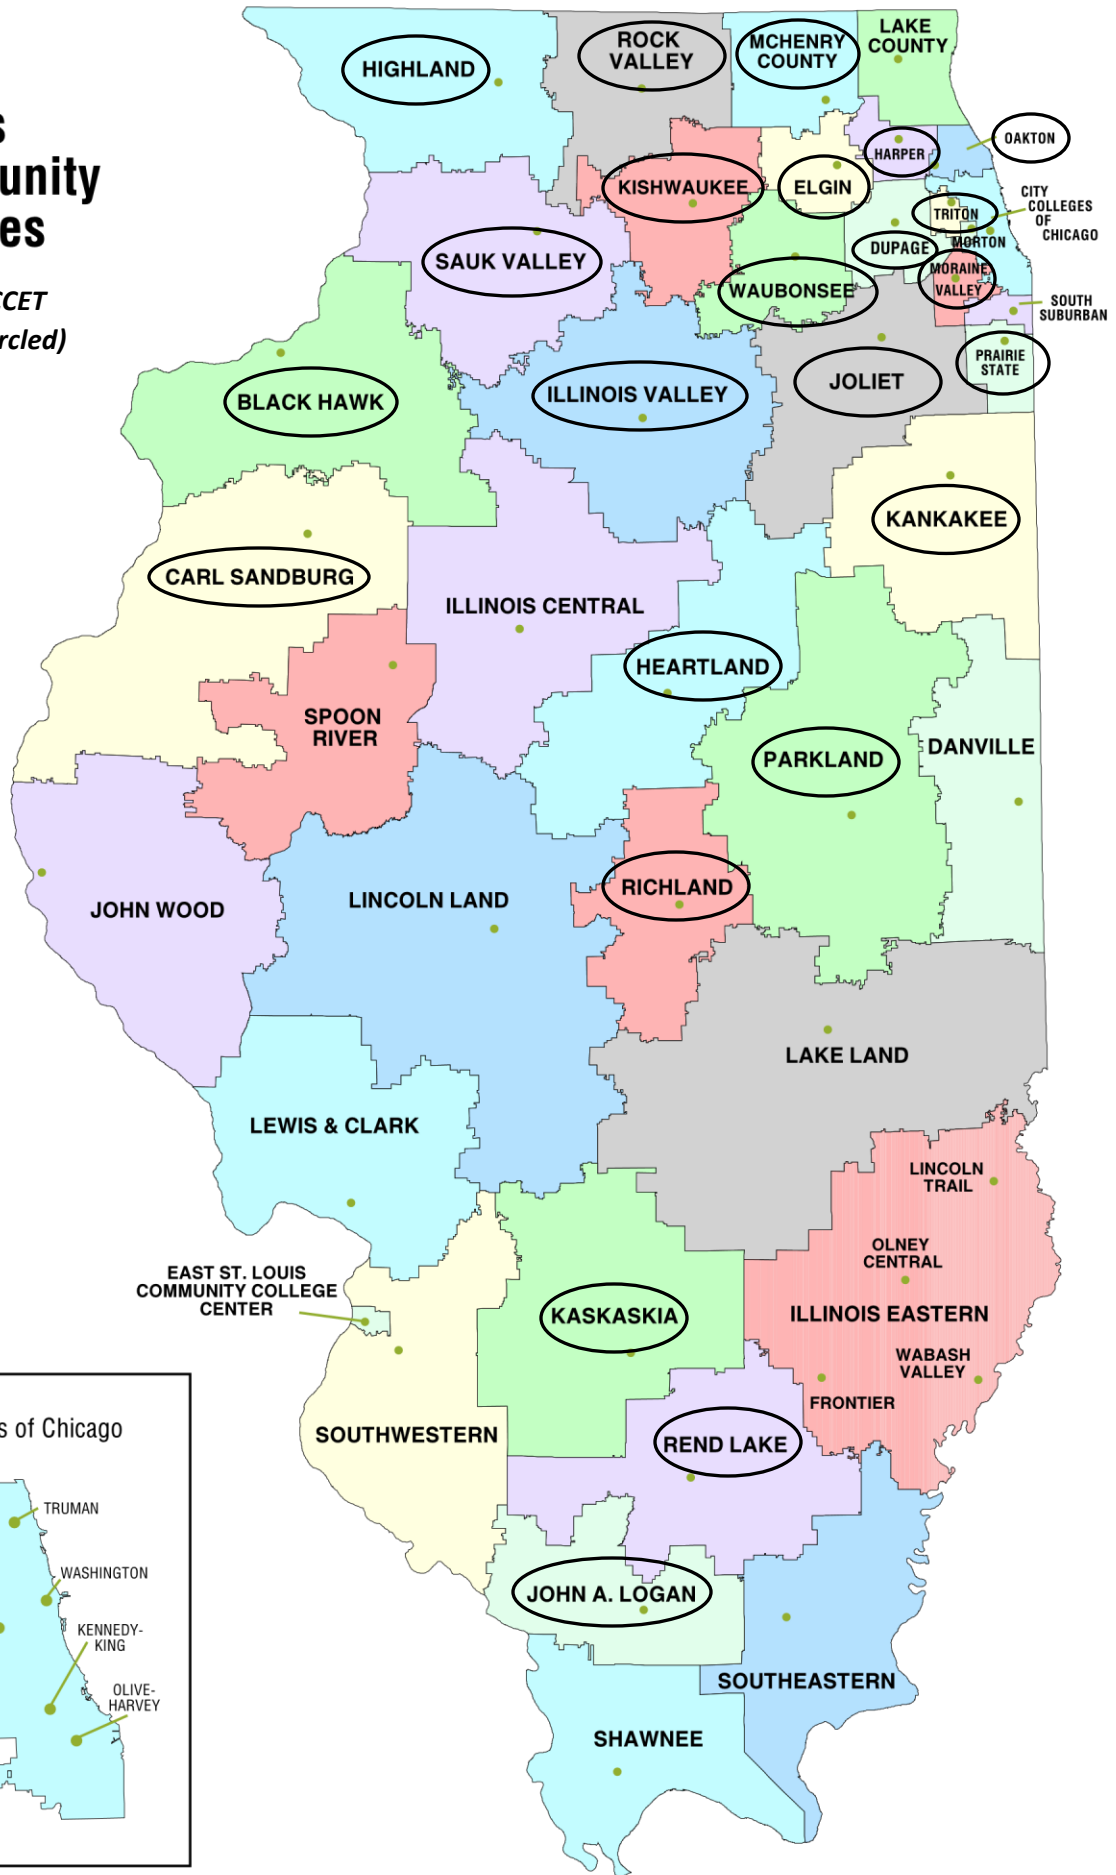 s
unity
es
CCET
rcled)
HIGHLAND
ROCK
VALLEY
MCHENRY
COUNTY
LAKE
COUNTY
OAKTON
HARPER
KISHWAUKEE
ELGIN
CITY
COLLEGES
OF
CHICAGO
TRITON
SAUK VALLEY
DUPAGE
MORTON
MORAINE
VALLEY
WAUBONSEE
SOUTH
SUBURBAN
PRAIRIE
STATE
JOLIET
BLACK HAWK
ILLINOIS VALLEY
KANKAKEE
CARL SANDBURG
ILLINOIS CENTRAL
HEARTLAND
SPOON
RIVER
DANVILLE
PARKLAND
RICHLAND
LINCOLN LAND
JOHN WOOD
LAKE LAND
LEWIS & CLARK
LINCOLN
TRAIL
OLNEY
CENTRAL
EAST ST. LOUIS
COMMUNITY COLLEGE
CENTER
KASKASKIA
ILLINOIS EASTERN
WABASH
VALLEY
FRONTIER
SOUTHWESTERN
REND LAKE
JOHN A. LOGAN
SOUTHEASTERN
SHAWNEE
s of Chicago
TRUMAN
WASHINGTON
KENNEDY-
KING
OLIVE-
HARVEY